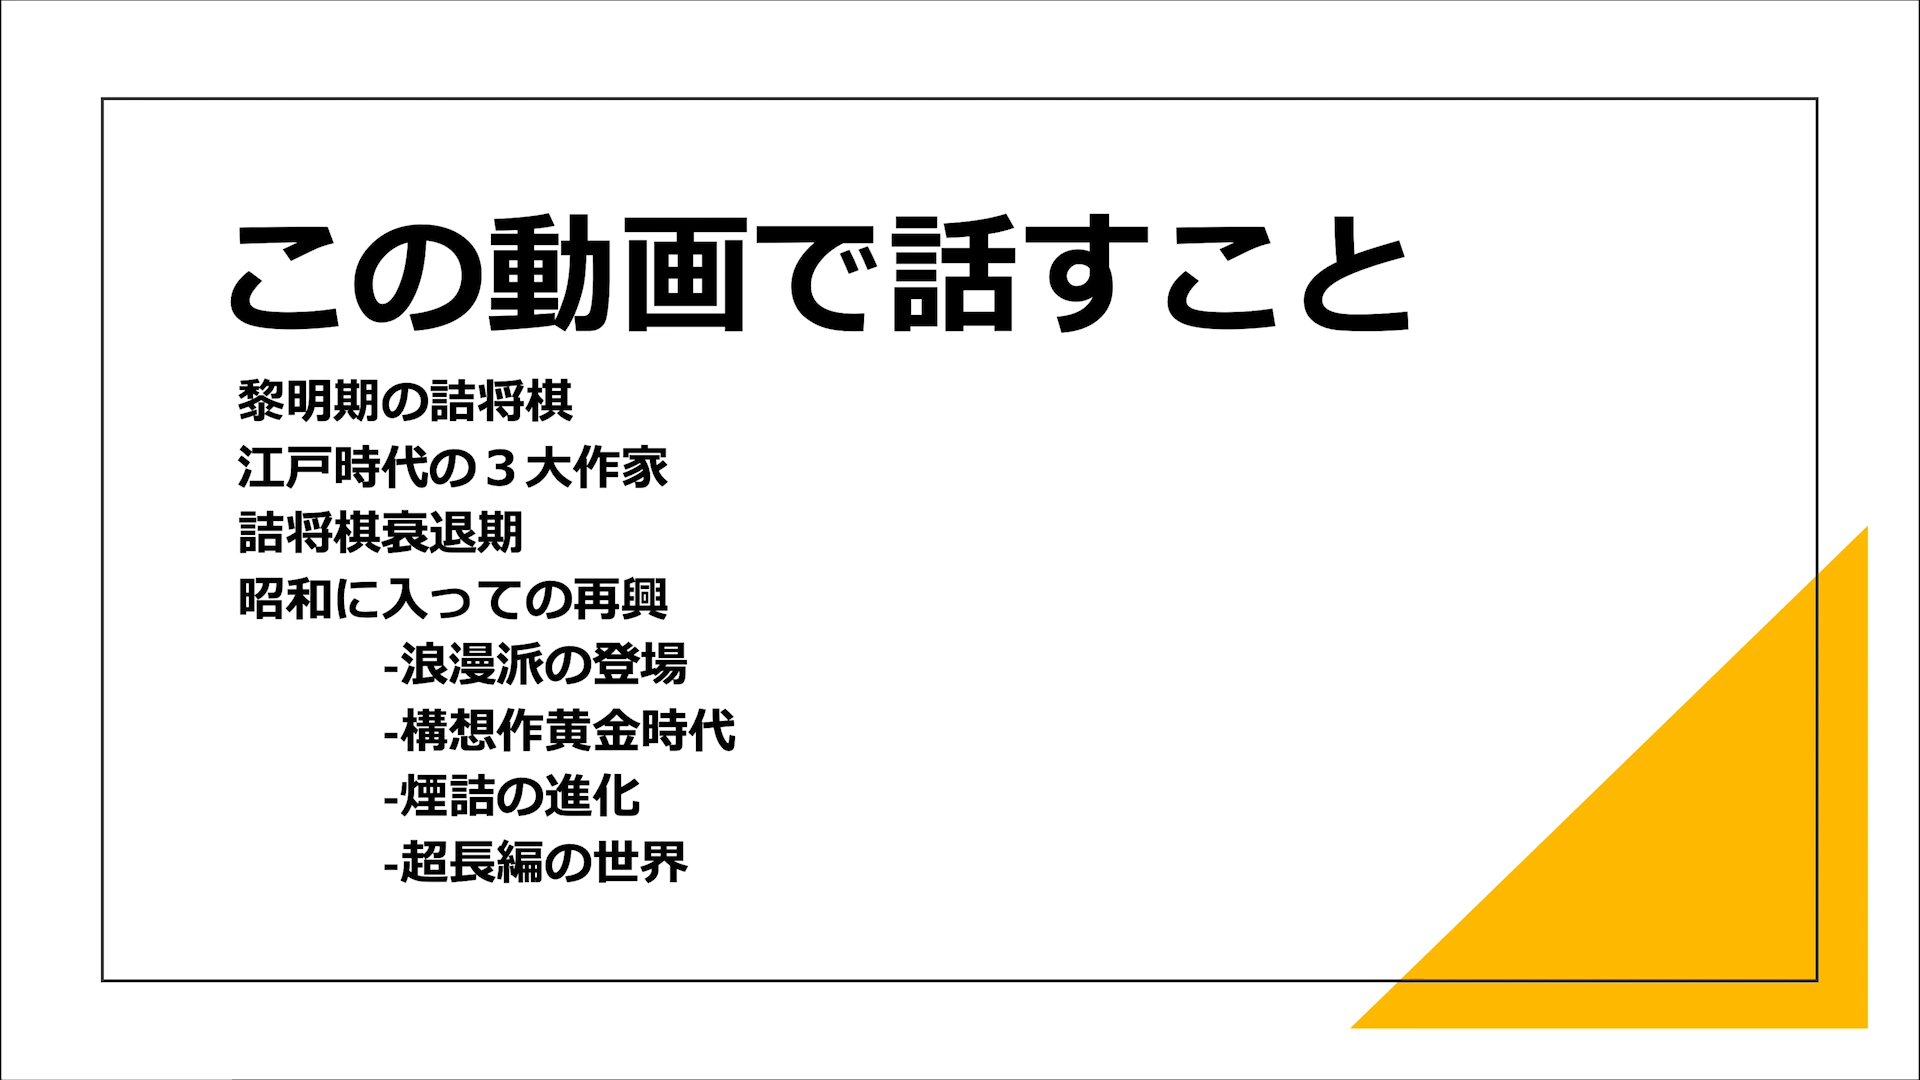 この動画で話すこと
黎明期の詰将棋
江戸時代の３大作家
詰将棋衰退期
昭和に入っての再興
-浪漫派の登場
-構想作黄金時代
-煙詰の進化
-超長編の世界